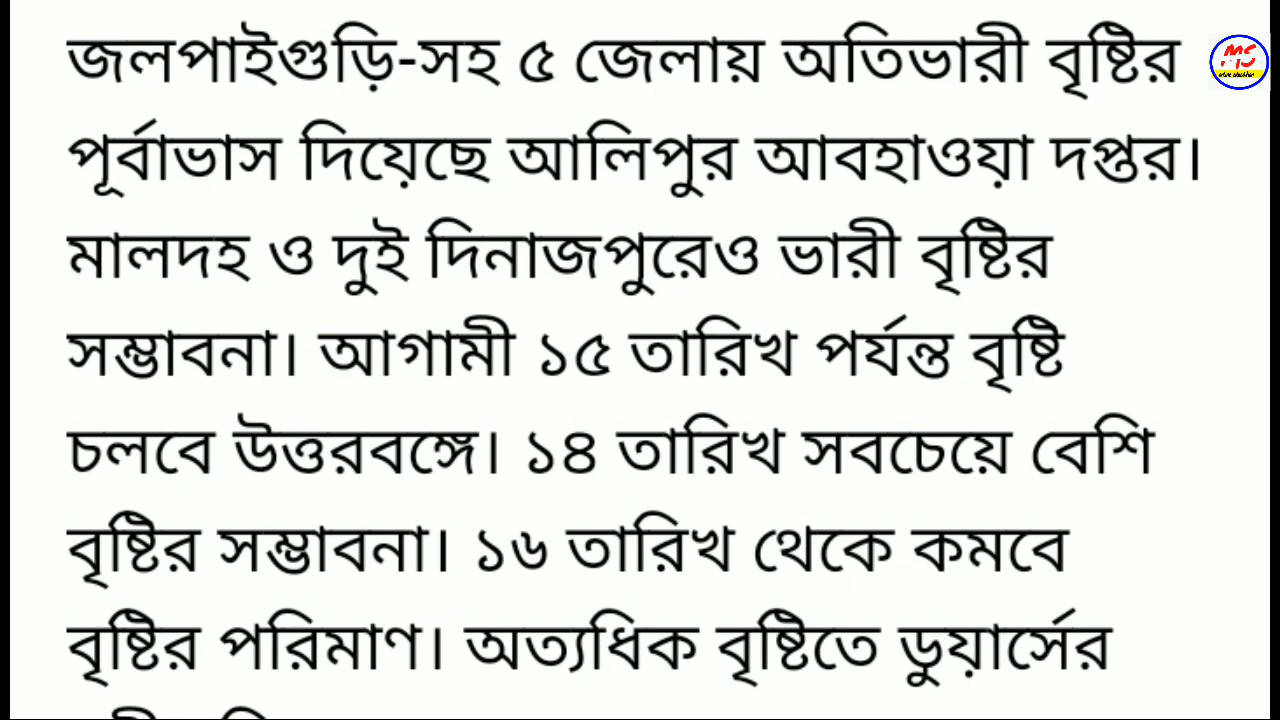 জলপাইগুড়ি-সহ ৫ জেলায় অতিভারী বৃষ্টির
পূর্বাভাস দিয়েছে আলিপুর আবহাওয়া দপ্তর।
মালদহ ও দুই দিনাজপুরেও ভারী বৃষ্টির
সম্ভাবনা। আগামী ১৫ তারিখ পর্যন্ত বৃষ্টি
চলবে উত্তরবঙ্গে। ১৪ তারিখ সবচেয়ে বেশি
বৃষ্টির সম্ভাবনা। ১৬ তারিখ থেকে কমবে
বৃষ্টির পরিমাণ। অত্যধিক বৃষ্টিতে ডুয়ার্সের